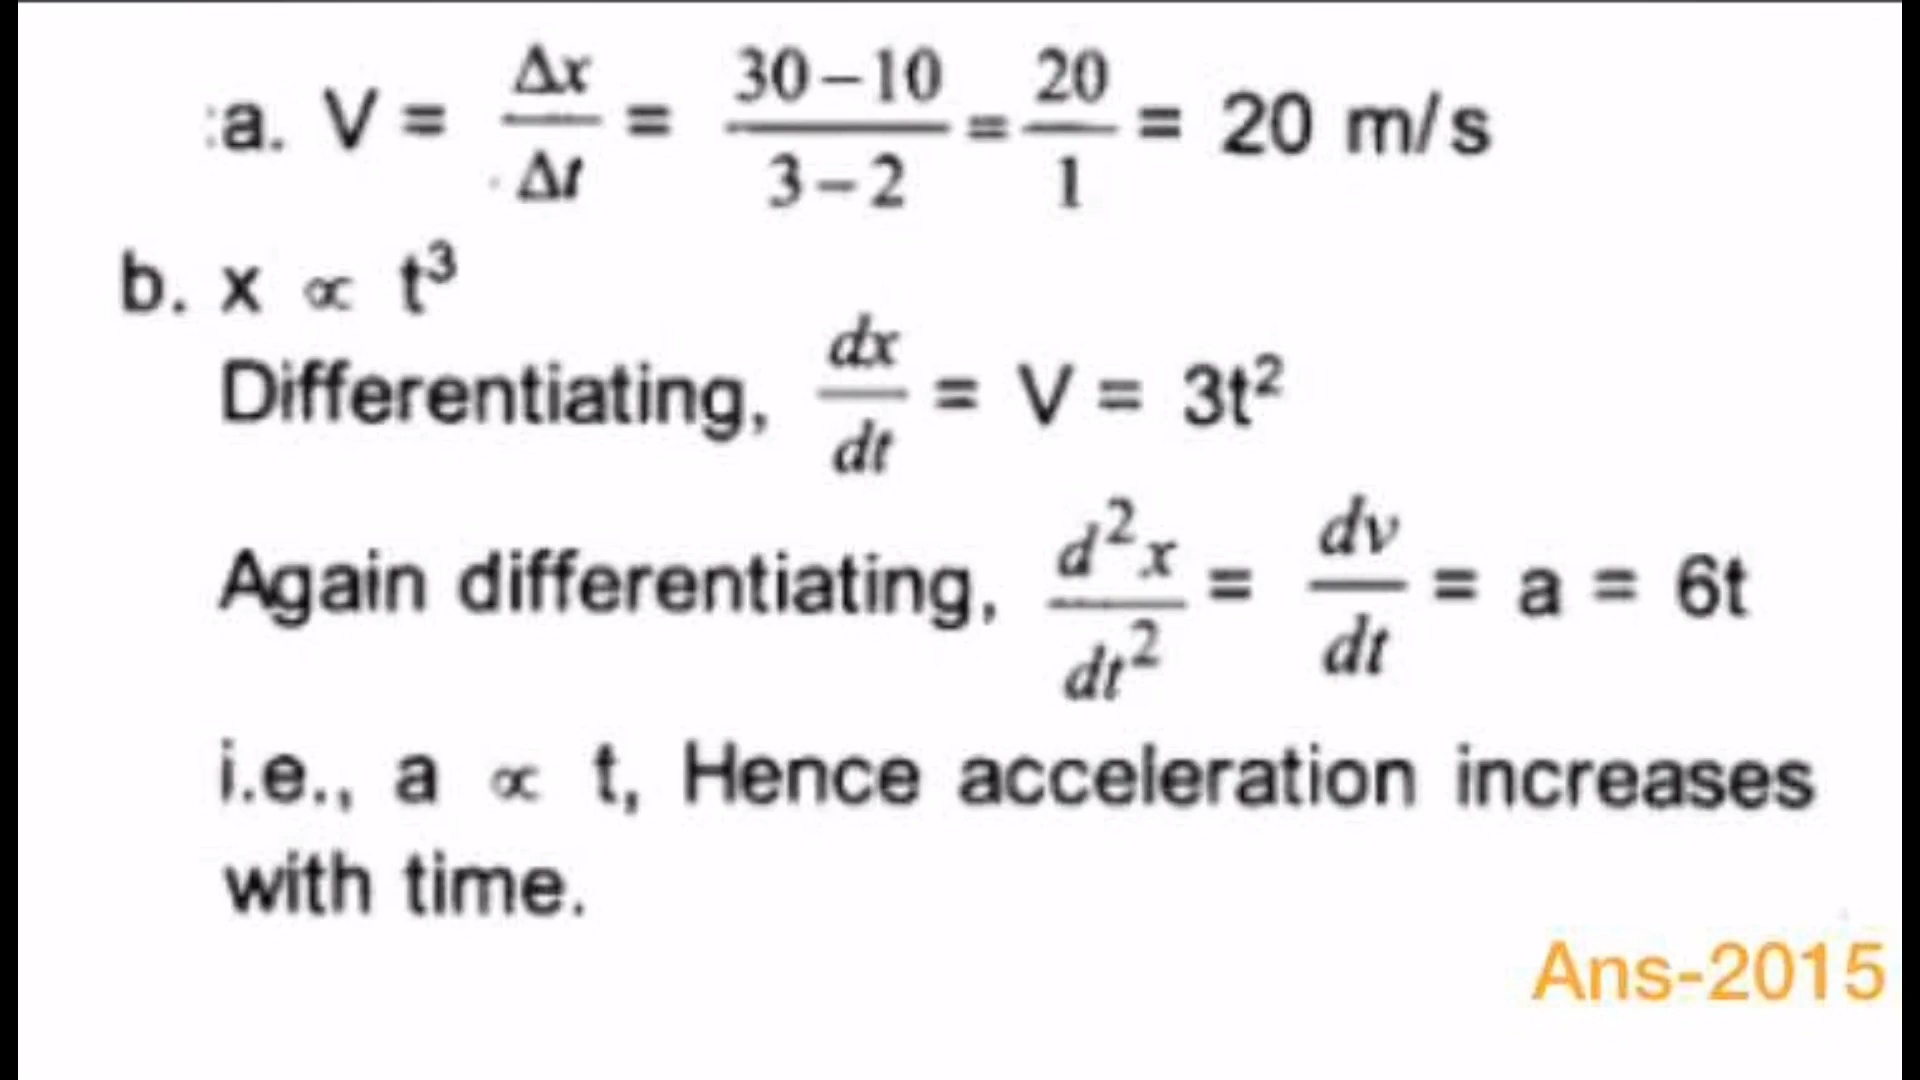 a. V = Δx/Δt = 30-10/3-2 = 20/1 = 20 m/s
b. x ∝ t³
Differentiating, dx/dt = V = 3t²
Again differentiating, d²x/dt² = dv/dt = a = 6t
i.e., a ∝ t, Hence acceleration increases
with time.
Ans-2015